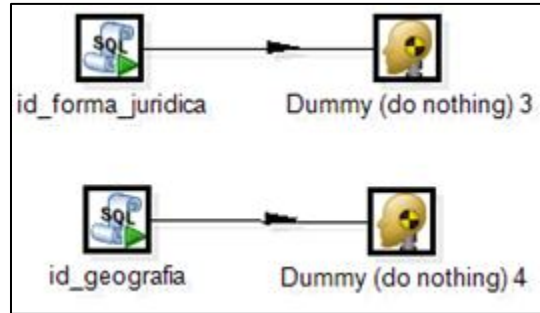 SQL
id_forma_juridica
Dummy (do nothing) 3
SQL
id_geografia
Dummy (do nothing) 4